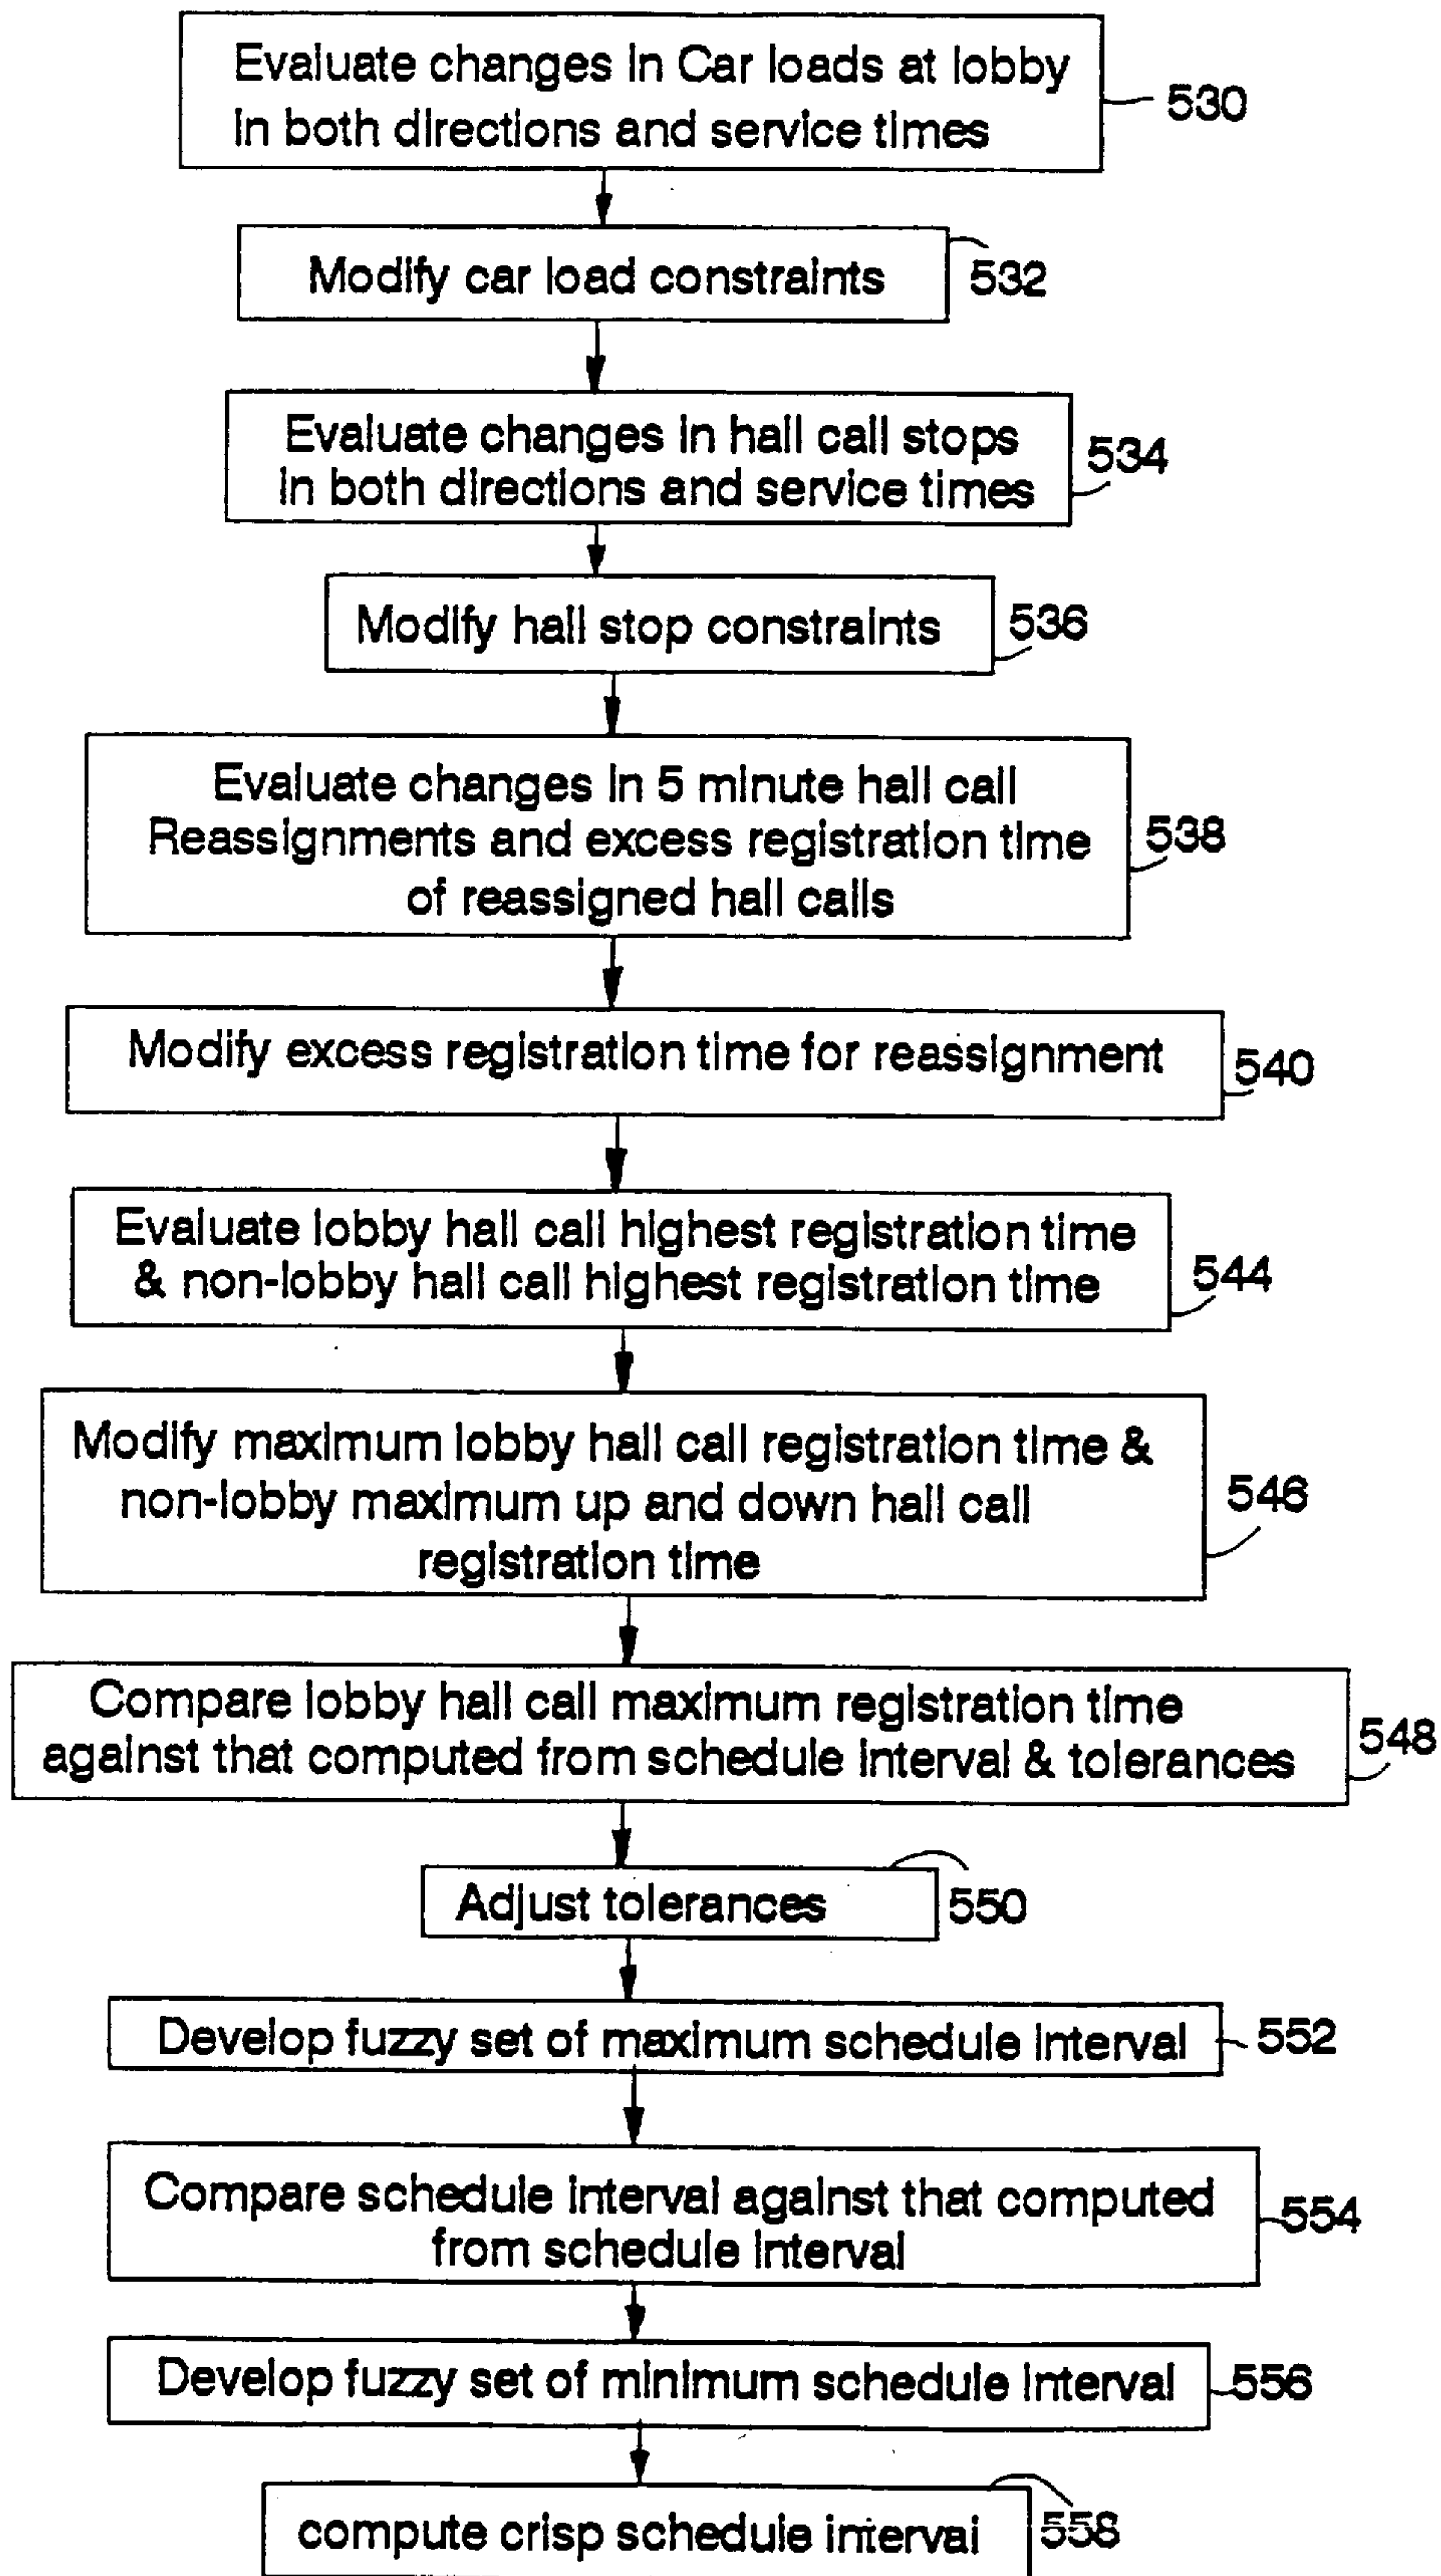 Evaluate changes in Car loads at lobby
in both directions and service times
530
Modify car load constraints
532
Evaluate changes in hall call stops
in both directions and service times
534
Modify hall stop constraints
536
Evaluate changes in 5 minute hall call
Reassignments and excess registration time
of reassigned hall calls
538
Modify excess registration time for reassignment
540
Evaluate lobby hall call highest registration time
& non-lobby hall call highest registration time
544
Modify maximum lobby hall call registration time &
non-lobby maximum up and down hall call
registration time
546
Compare lobby hall call maximum registration time
against that computed from schedule interval & tolerances
548
Adjust tolerances
550
Develop fuzzy set of maximum schedule interval
552
Compare schedule interval against that computed
from schedule interval
554
Develop fuzzy set of minimum schedule interval
556
compute crisp schedule interval
558